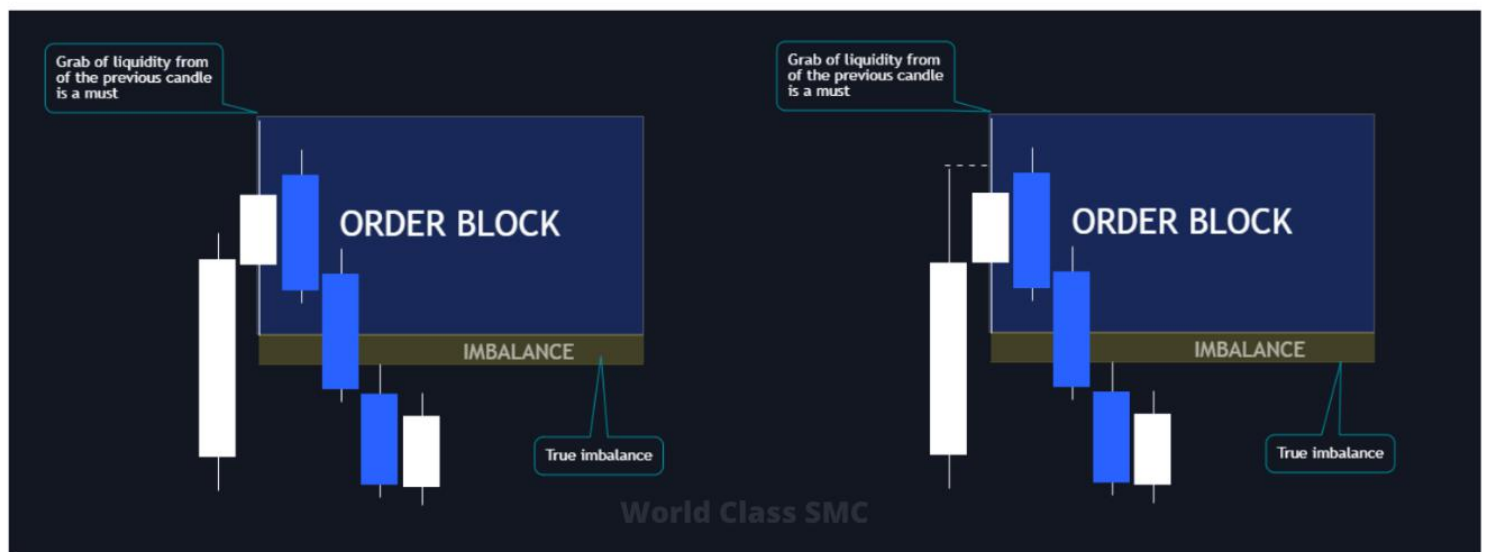 Grab of liquidity from
of the previous candle
is a must
ORDER BLOCK
IMBALANCE
True imbalance
Grab of liquidity from
of the previous candle
is a must
ORDER BLOCK
IMBALANCE
True imbalance
World Class SMC